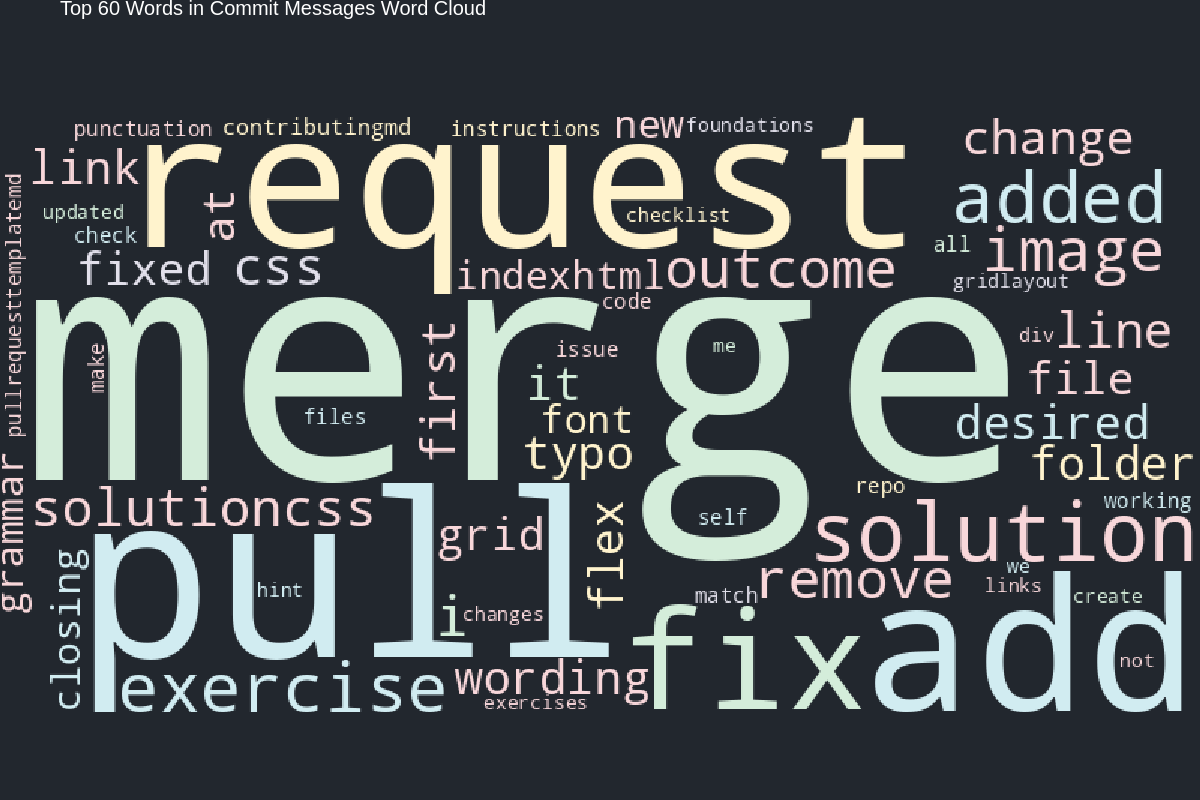 Top 60 Words in Commit Messages Word Cloud
punctuation
contributingmd
instructions
new
foundations
change
link
request
added
at
updated
checklist
check
all
image
fixed
css
indexhtml
outcome
gridlayout
pullrequesttemplatemd
merge
code
make
first
issue
me
div
line
it
file
files
font
desired
typo
folder
grammar
repo
solutioncss
working
self
solution
grid
flex
pull
closing
hint
we
remove
links
match
create
i
changes
fix
add
not
exercise
wording
exercises